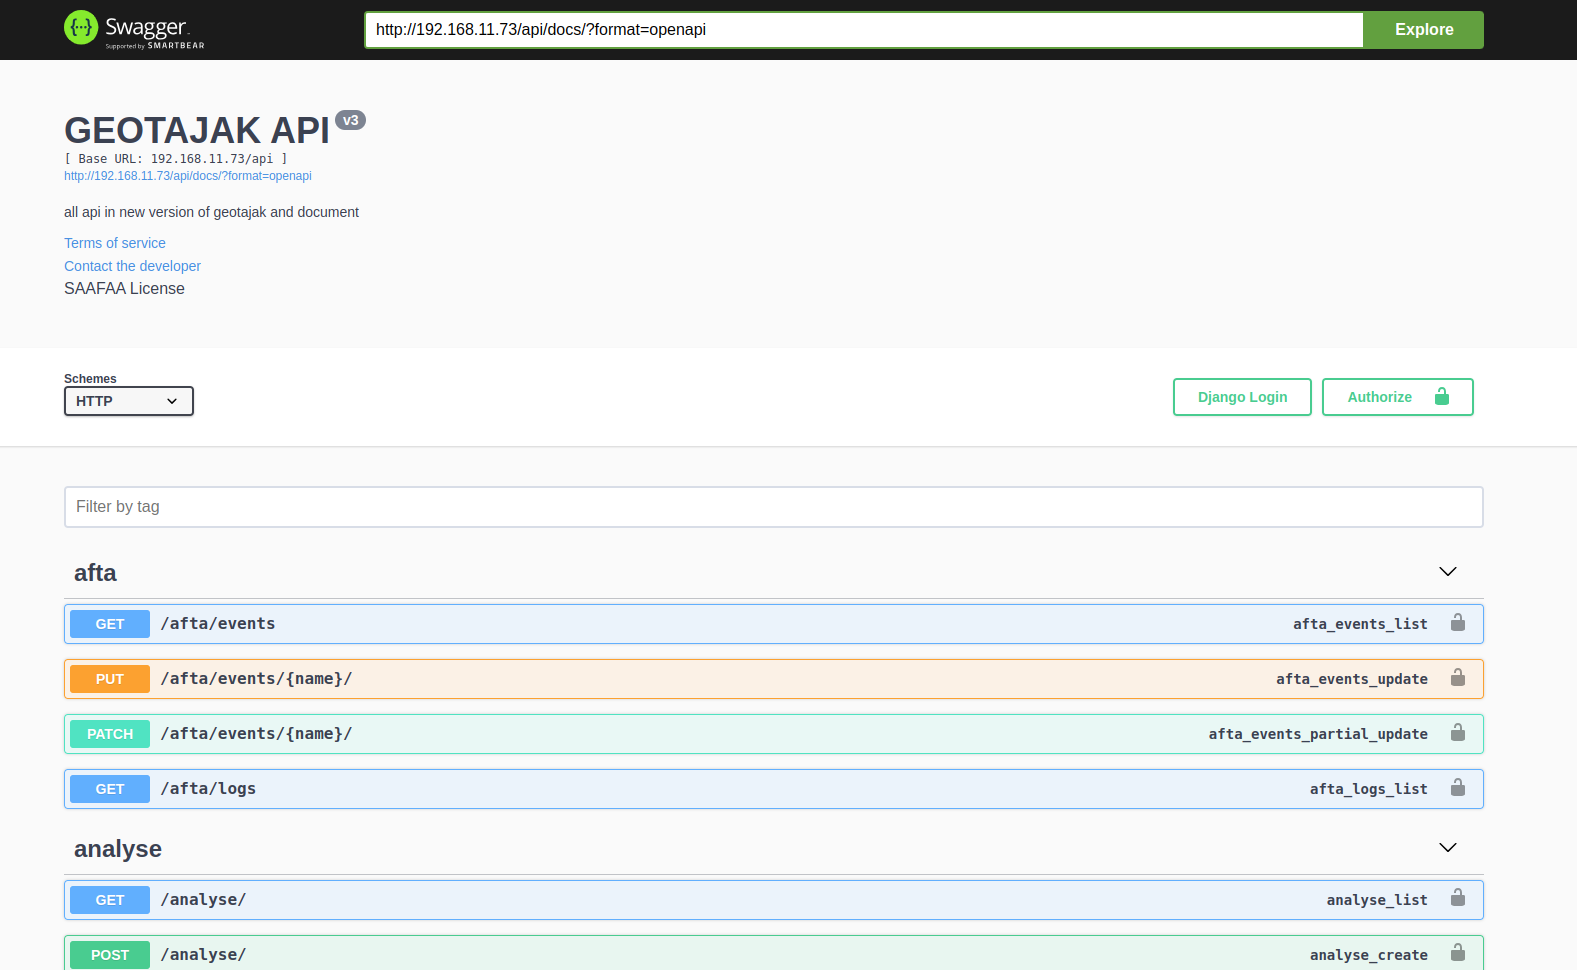 Swagger
Supported by SMARTBEAR
http://192.168.11.73/api/docs/?format=openapi
Explore
GEOTAJAK API v3
[ Base URL: 192.168.11.73/api ]
http://192.168.11.73/api/docs/?format=openapi
all api in new version of geotajak and document
Terms of service
Contact the developer
SAAFAA License
Schemes
HTTP
Django Login
Authorize
Filter by tag
afta
GET /afta/events afta_events_list
PUT /afta/events/{name}/ afta_events_update
PATCH /afta/events/{name}/ afta_events_partial_update
GET /afta/logs afta_logs_list
analyse
GET /analyse/ analyse_list
POST /analyse/ analyse_create